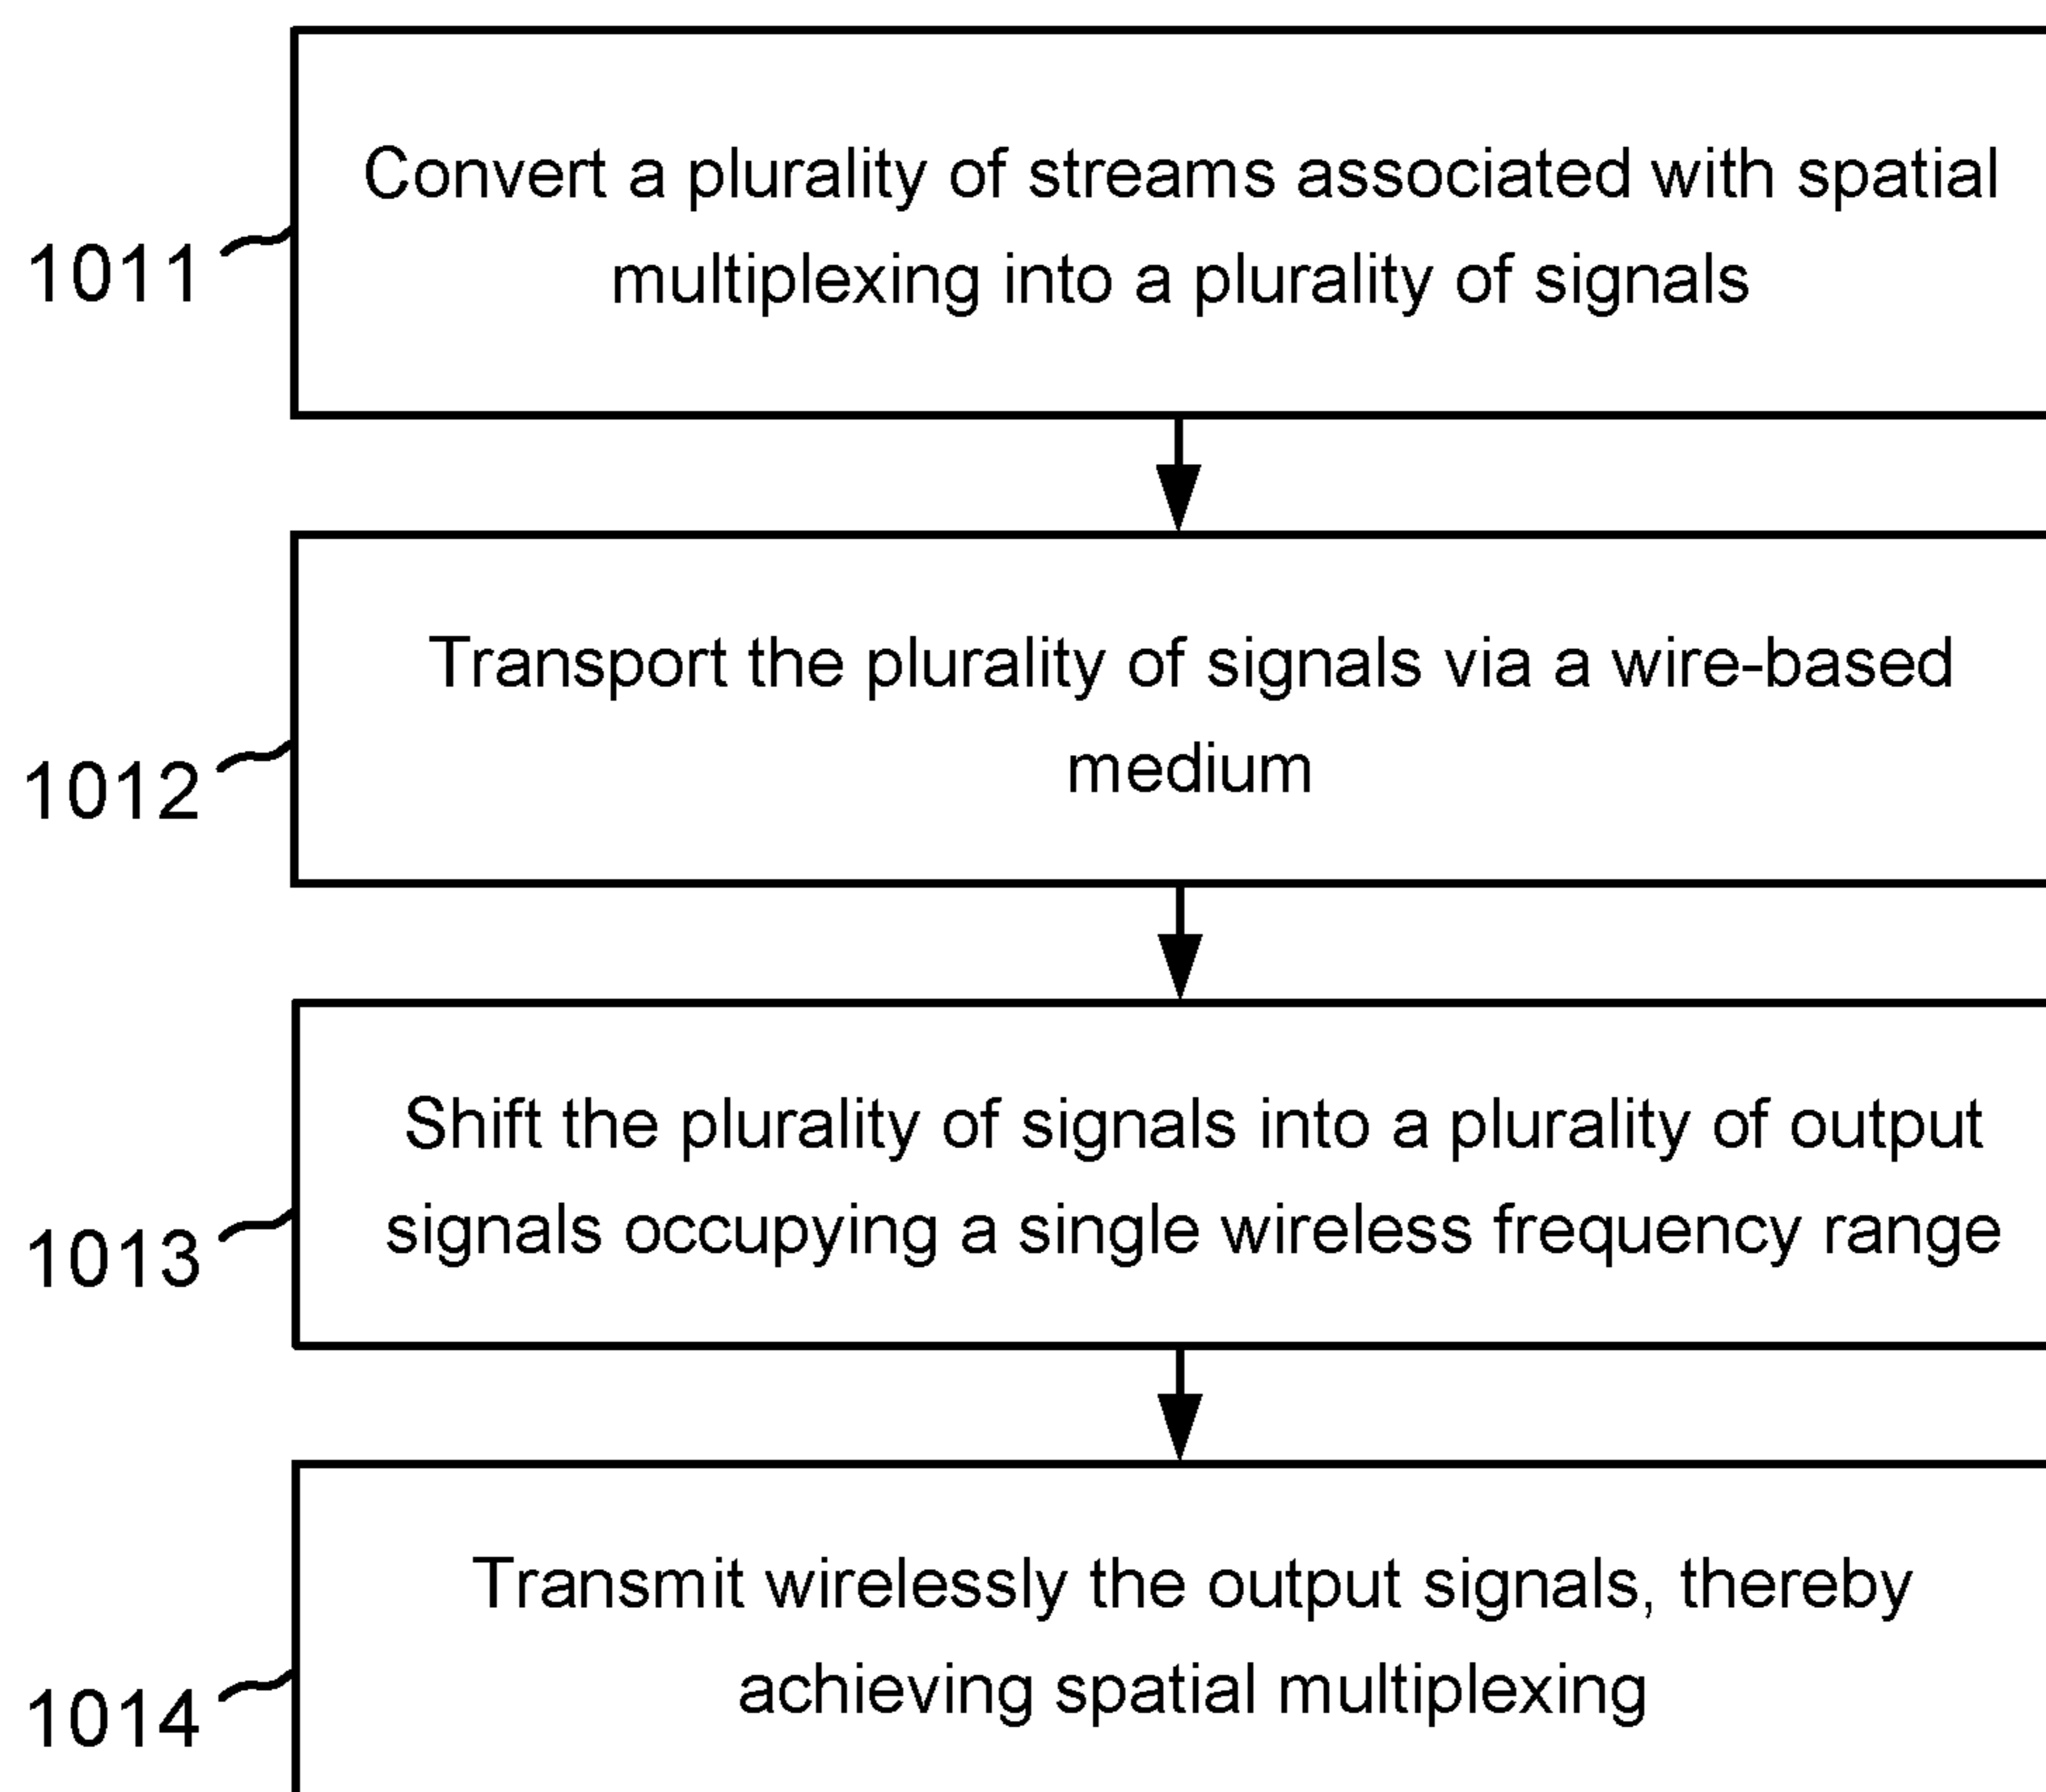 Convert a plurality of streams associated with spatial
multiplexing into a plurality of signals
1011
Transport the plurality of signals via a wire-based
medium
1012
Shift the plurality of signals into a plurality of output
signals occupying a single wireless frequency range
1013
Transmit wirelessly the output signals, thereby
achieving spatial multiplexing
1014